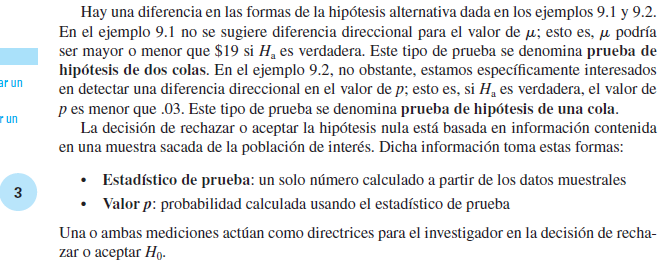 Hay una diferencia en las formas de la hipótesis alternativa dada en los ejemplos 9.1 y 9.2.
En el ejemplo 9.1 no se sugiere diferencia direccional para el valor de μ; esto es, μ podría
ser mayor o menor que $19 si Hₐ es verdadera. Este tipo de prueba se denomina prueba de
hipótesis de dos colas. En el ejemplo 9.2, no obstante, estamos específicamente interesados
en detectar una diferencia direccional en el valor de p; esto es, si Hₐ es verdadera, el valor de
p es menor que .03. Este tipo de prueba se denomina prueba de hipótesis de una cola.
La decisión de rechazar o aceptar la hipótesis nula está basada en información contenida
en una muestra sacada de la población de interés. Dicha información toma estas formas:
• Estadístico de prueba: un solo número calculado a partir de los datos muestrales
• Valor p: probabilidad calculada usando el estadístico de prueba
Una o ambas mediciones actúan como directrices para el investigador en la decisión de recha-
zar o aceptar H₀.
ar un
r un
3